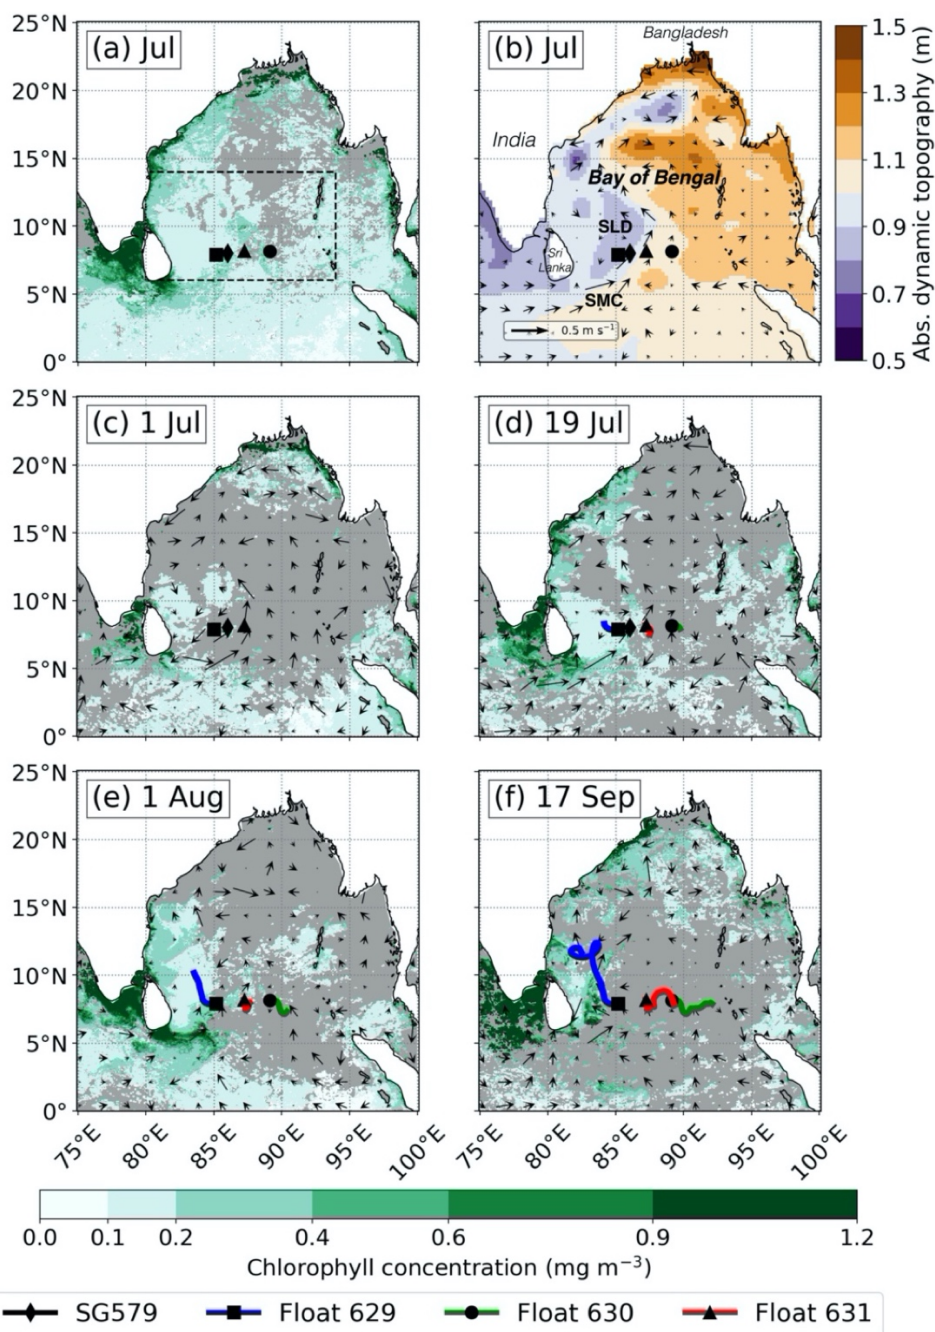 25°N
20°N
15°N
10°N
5°N
0°
(a) Jul
(b) Jul
Bangladesh
India
Bay of Bengal
SLD
Sri
Lanka
SMC
0.5 m s⁻¹
1.5
1.3
1.1
0.9
0.7
0.5
Abs. dynamic topography (m)
25°N
20°N
15°N
10°N
5°N
0°
(c) 1 Jul
(d) 19 Jul
25°N
20°N
15°N
10°N
5°N
0°
(e) 1 Aug
(f) 17 Sep
75°E 80°E 85°E 90°E 95°E 100°E 75°E 80°E 85°E 90°E 95°E 100°E
0.0 0.1 0.2 0.4 0.6 0.9 1.2
Chlorophyll concentration (mg m⁻³)
SG579 Float 629 Float 630 Float 631